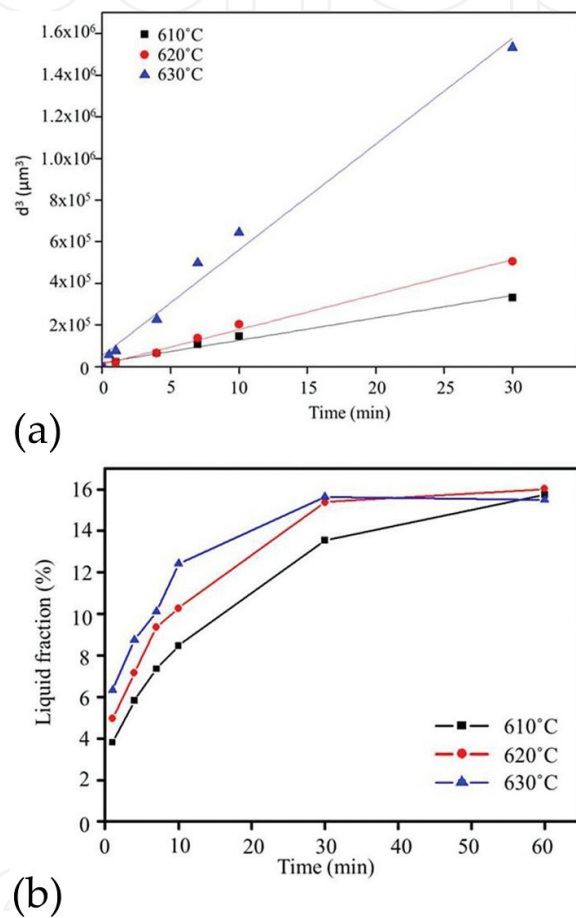 1.6x10⁶
1.4x10⁶
1.2x10⁶
1.0x10⁶
8x10⁵
6x10⁵
4x10⁵
2x10⁵
0
d³ (μm³)
610°C
620°C
630°C
0 5 10 15 20 25 30
Time (min)
(a)
16
14
12
10
8
6
4
2
0
Liquid fraction (%)
610°C
620°C
630°C
0 10 20 30 40 50 60
Time (min)
(b)